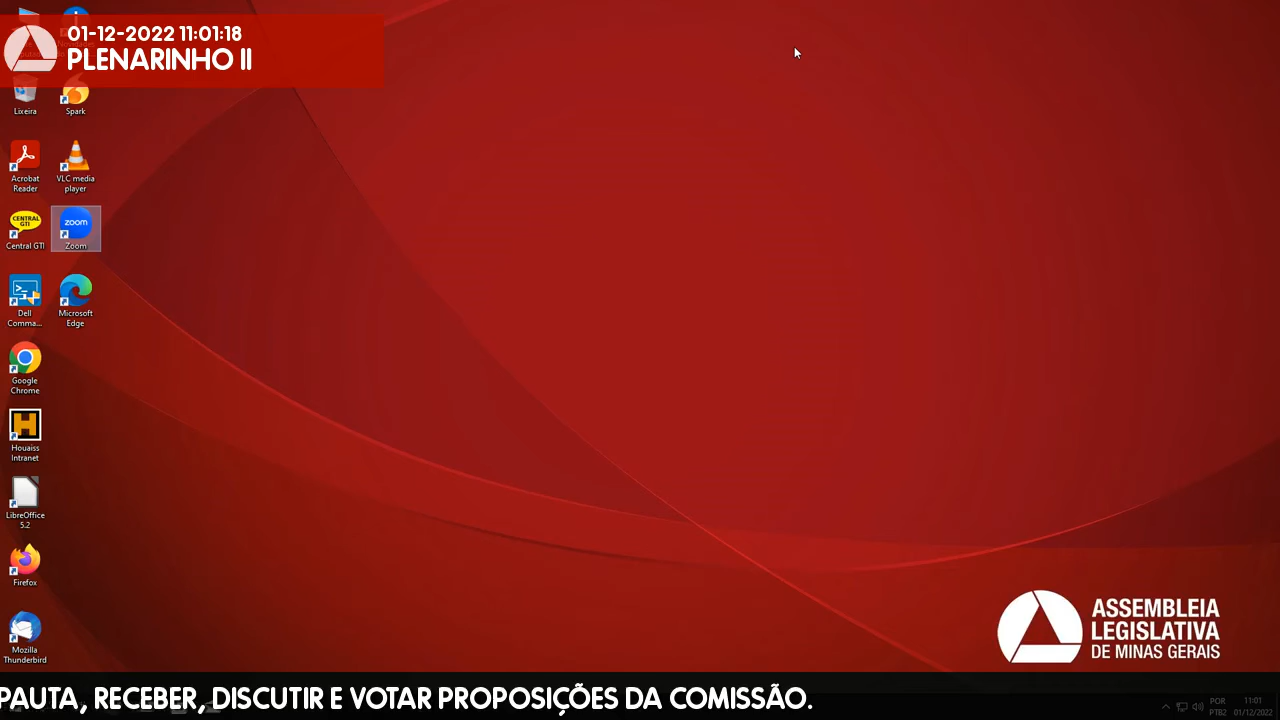 01-12-2022 11:01:18
PLENARINHO II
Lixeira
Spark
Acrobat
Reader
VLC media
player
CENTRAL
GTI
Central GTI
zoom
Zoom
Dell
Comma...
Microsoft
Edge
Google
Chrome
H
Houaiss
Intranet
LibreOffice
5.2
Firefox
Mozilla
Thunderbird
ASSEMBLEIA
LEGISLATIVA
DE MINAS GERAIS
PAUTA, RECEBER, DISCUTIR E VOTAR PROPOSIÇÕES DA COMISSÃO.
POR
PTB2
11:01
01/12/2022